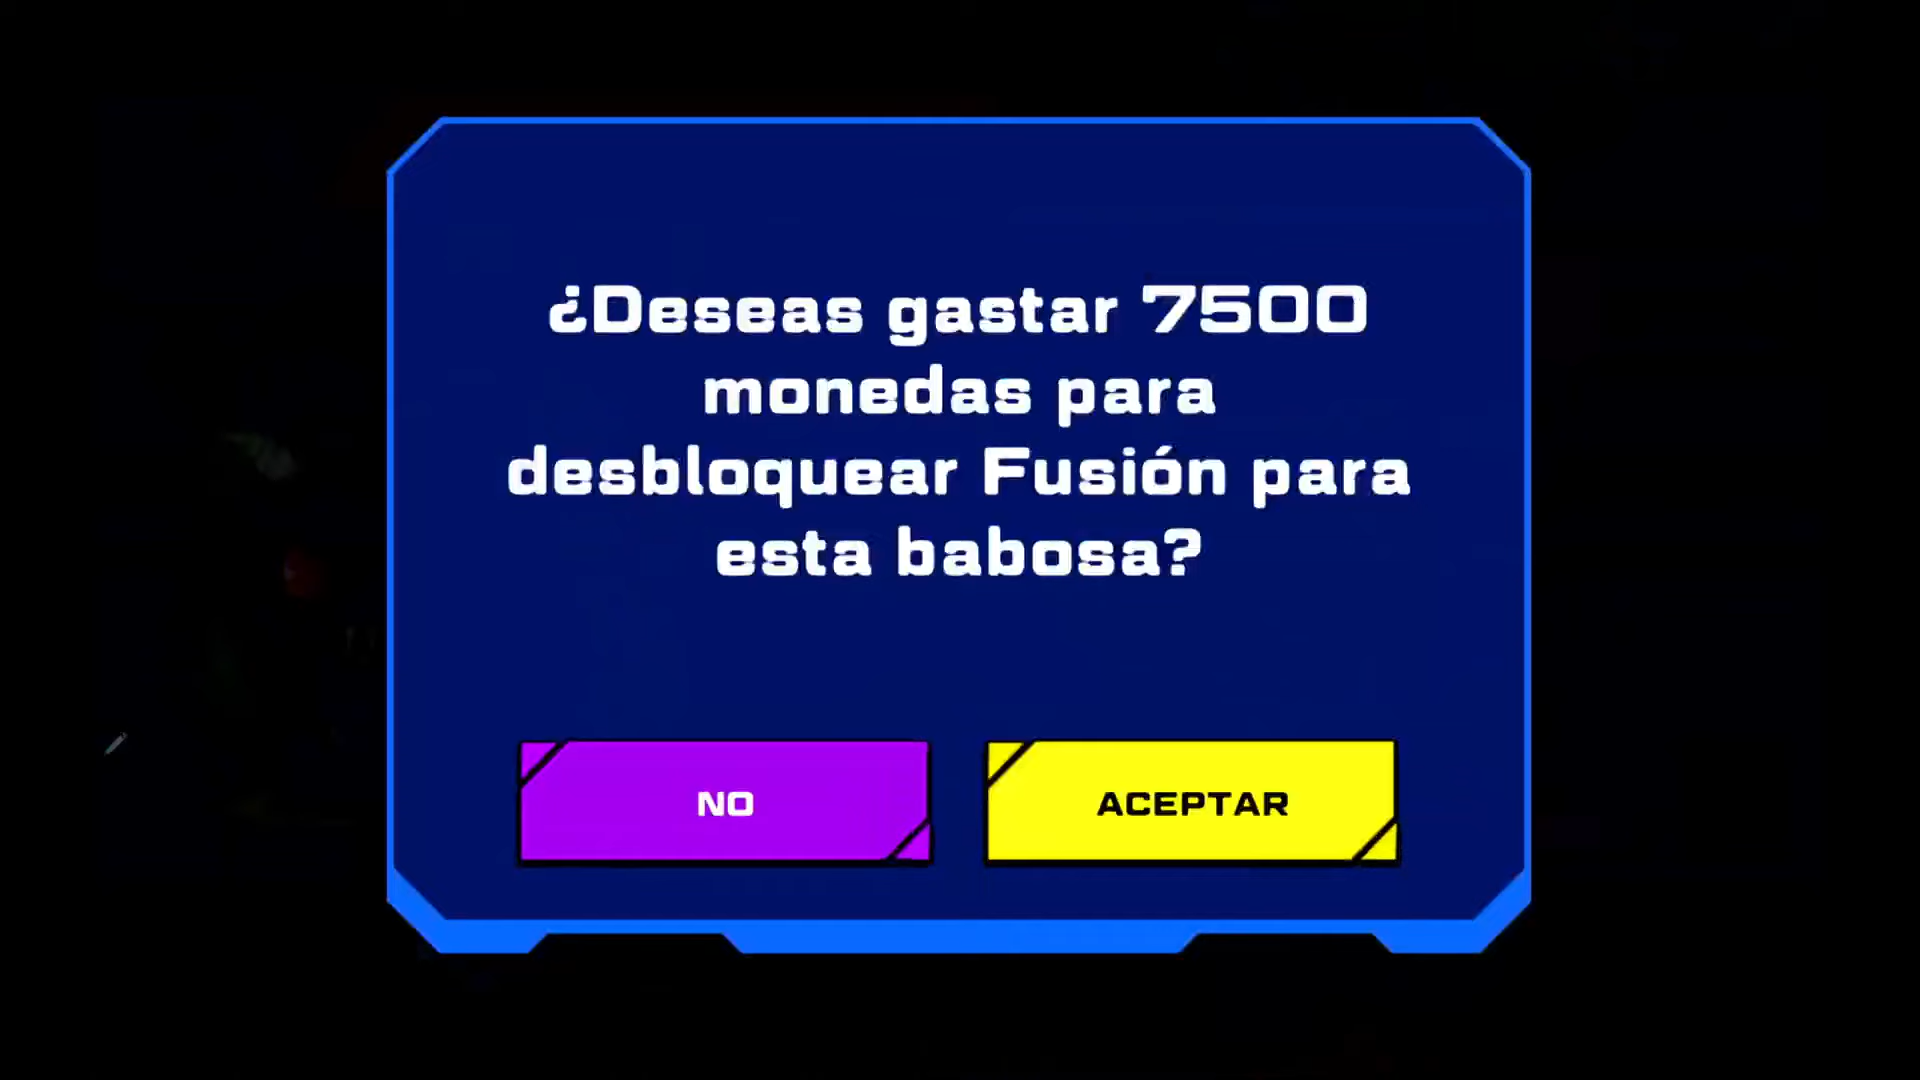 ¿Deseas gastar 7500
monedas para
desbloquear Fusión para
esta babosa?
NO
ACEPTAR